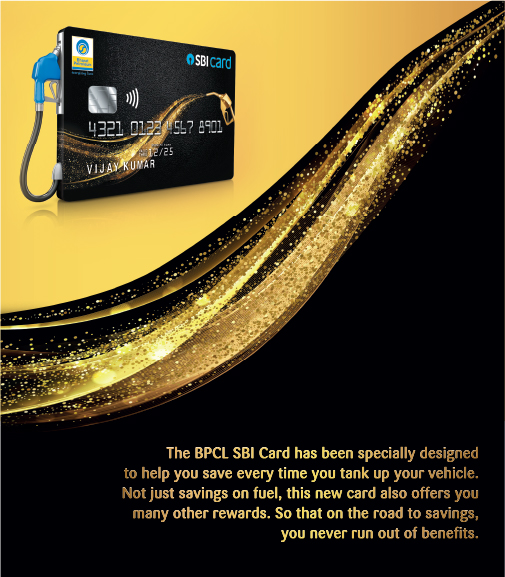 Bharat Petroleum
SBI card
4321 0123 4567 8901
12/25
VIJAY KUMAR
The BPCL SBI Card has been specially designed
to help you save every time you tank up your vehicle.
Not just savings on fuel, this new card also offers you
many other rewards. So that on the road to savings,
you never run out of benefits.